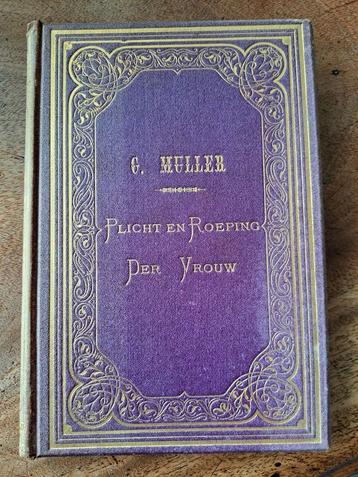 G. MULLER
PLICHT EN ROEPING
DER VROUW